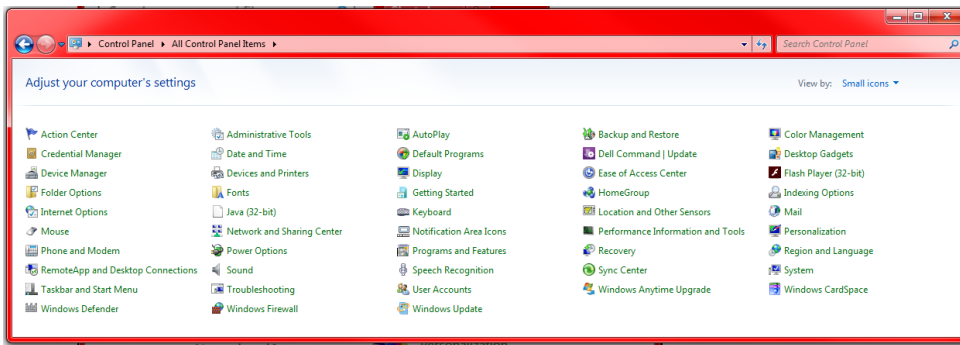 Control Panel ▸ All Control Panel Items ▸ Search Control Panel
Adjust your computer's settings View by: Small icons
Action Center Administrative Tools AutoPlay Backup and Restore Color Management
Credential Manager Date and Time Default Programs Dell Command | Update Desktop Gadgets
Device Manager Devices and Printers Display Ease of Access Center Flash Player (32-bit)
Folder Options Fonts Getting Started HomeGroup Indexing Options
Internet Options Java (32-bit) Keyboard Location and Other Sensors Mail
Mouse Network and Sharing Center Notification Area Icons Performance Information and Tools Personalization
Phone and Modem Power Options Programs and Features Recovery Region and Language
RemoteApp and Desktop Connections Sound Speech Recognition Sync Center System
Taskbar and Start Menu Troubleshooting User Accounts Windows Anytime Upgrade Windows CardSpace
Windows Defender Windows Firewall Windows Update